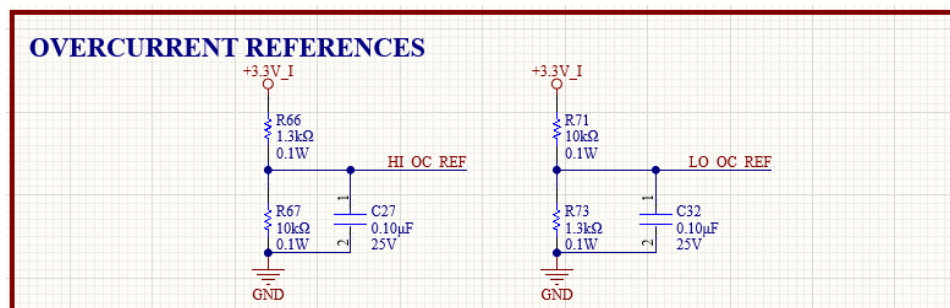 OVERCURRENT REFERENCES
+3.3V_I
R66
1.3kΩ
0.1W
HI_OC_REF
R67
10kΩ
0.1W
1
2
C27
0.10µF
25V
GND
+3.3V_I
R71
10kΩ
0.1W
LO_OC_REF
R73
1.3kΩ
0.1W
1
2
C32
0.10µF
25V
GND